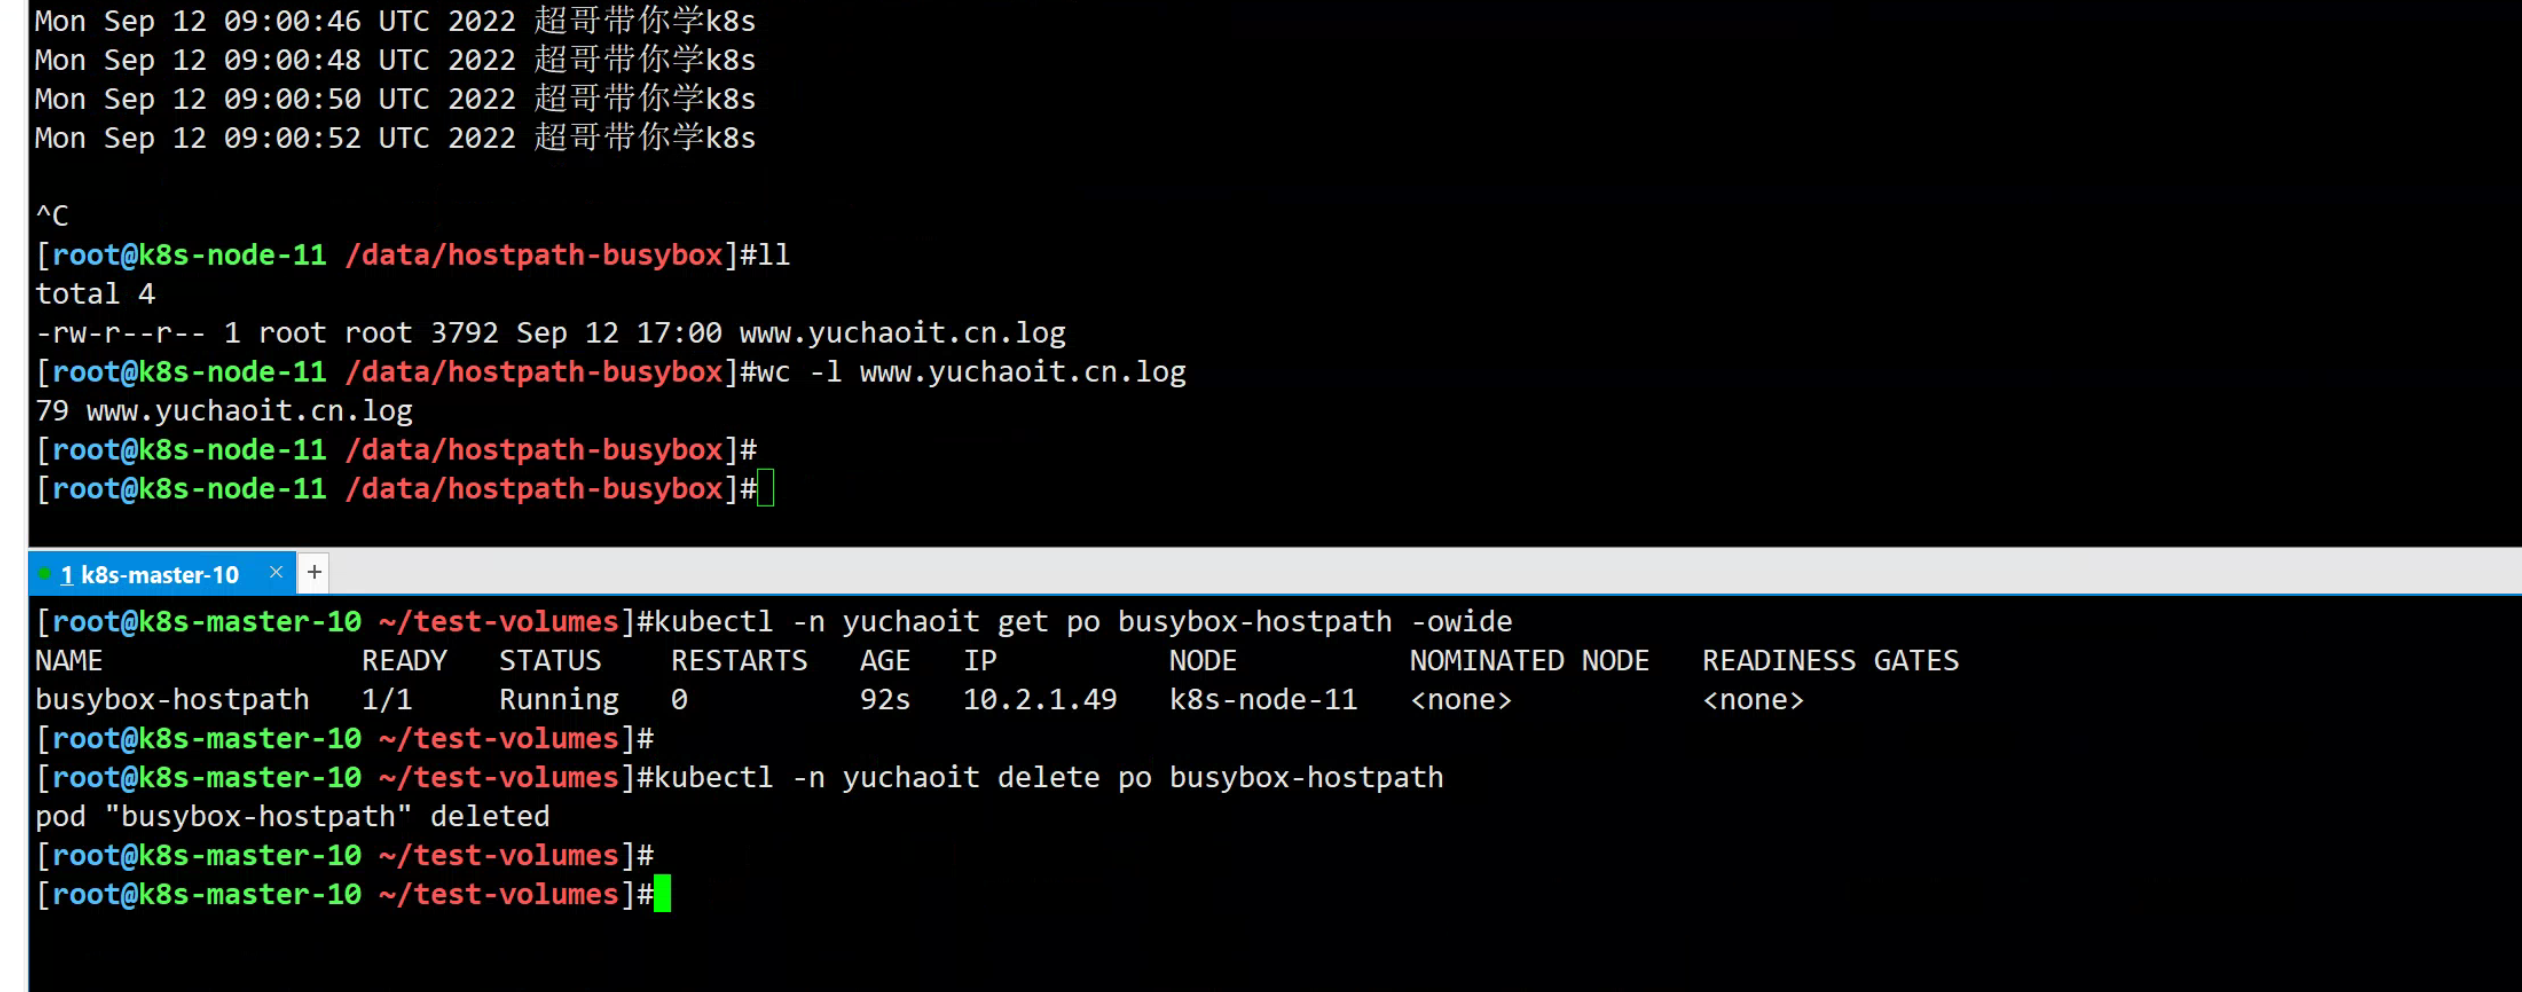 Mon Sep 12 09:00:46 UTC 2022 超哥带你学k8s
Mon Sep 12 09:00:48 UTC 2022 超哥带你学k8s
Mon Sep 12 09:00:50 UTC 2022 超哥带你学k8s
Mon Sep 12 09:00:52 UTC 2022 超哥带你学k8s
^C
[root@k8s-node-11 /data/hostpath-busybox]#ll
total 4
-rw-r--r-- 1 root root 3792 Sep 12 17:00 www.yuchaoit.cn.log
[root@k8s-node-11 /data/hostpath-busybox]#wc -l www.yuchaoit.cn.log
79 www.yuchaoit.cn.log
[root@k8s-node-11 /data/hostpath-busybox]#
[root@k8s-node-11 /data/hostpath-busybox]#
1 k8s-master-10 × +
[root@k8s-master-10 ~/test-volumes]#kubectl -n yuchaoit get po busybox-hostpath -owide
NAME READY STATUS RESTARTS AGE IP NODE NOMINATED NODE READINESS GATES
busybox-hostpath 1/1 Running 0 92s 10.2.1.49 k8s-node-11 <none> <none>
[root@k8s-master-10 ~/test-volumes]#
[root@k8s-master-10 ~/test-volumes]#kubectl -n yuchaoit delete po busybox-hostpath
pod "busybox-hostpath" deleted
[root@k8s-master-10 ~/test-volumes]#
[root@k8s-master-10 ~/test-volumes]#